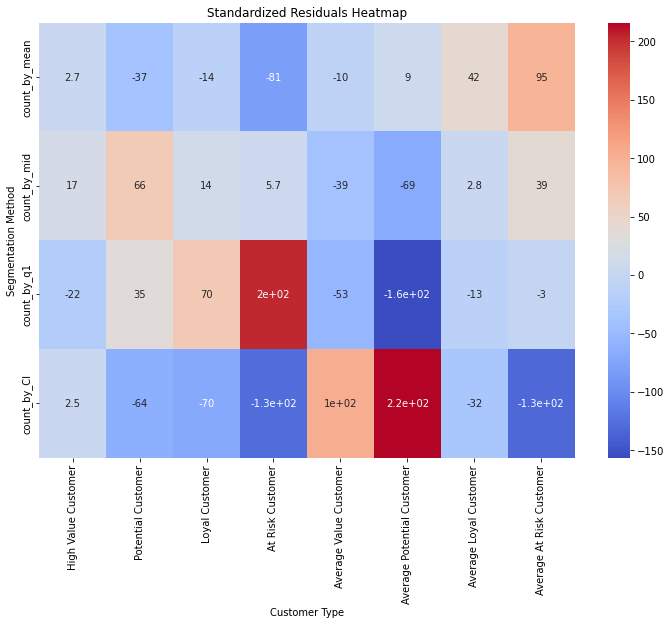 Standardized Residuals Heatmap
Segmentation Method
count_by_mean
2.7 -37 -14 -81 -10 9 42 95
count_by_mid
17 66 14 5.7 -39 -69 2.8 39
count_by_q1
-22 35 70 2e+02 -53 -1.6e+02 -13 -3
count_by_CI
2.5 -64 -70 -1.3e+02 1e+02 2.2e+02 -32 -1.3e+02
High Value Customer
Potential Customer
Loyal Customer
At Risk Customer
Average Value Customer
Average Potential Customer
Average Loyal Customer
Average At Risk Customer
Customer Type
200
150
100
50
0
-50
-100
-150